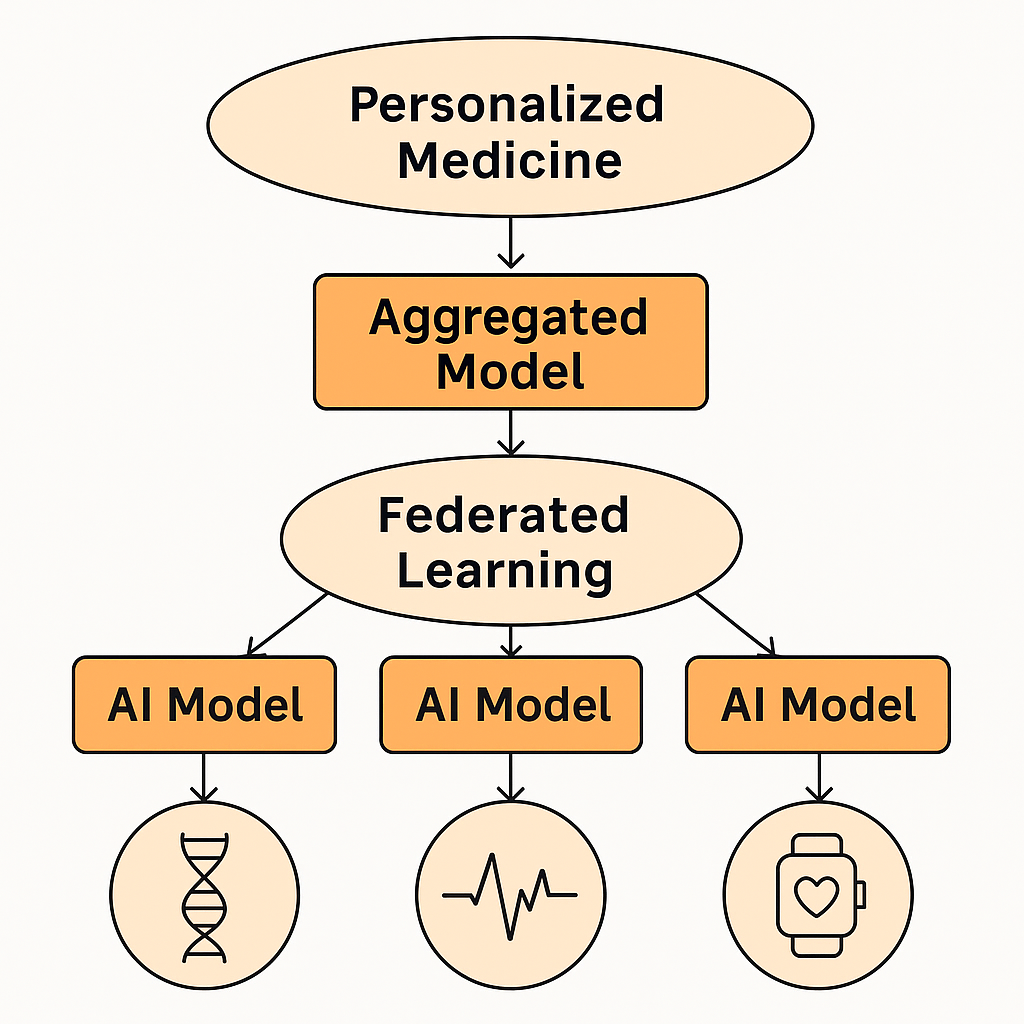 Personalized
Medicine
Aggregated
Model
Federated
Learning
AI Model
AI Model
AI Model